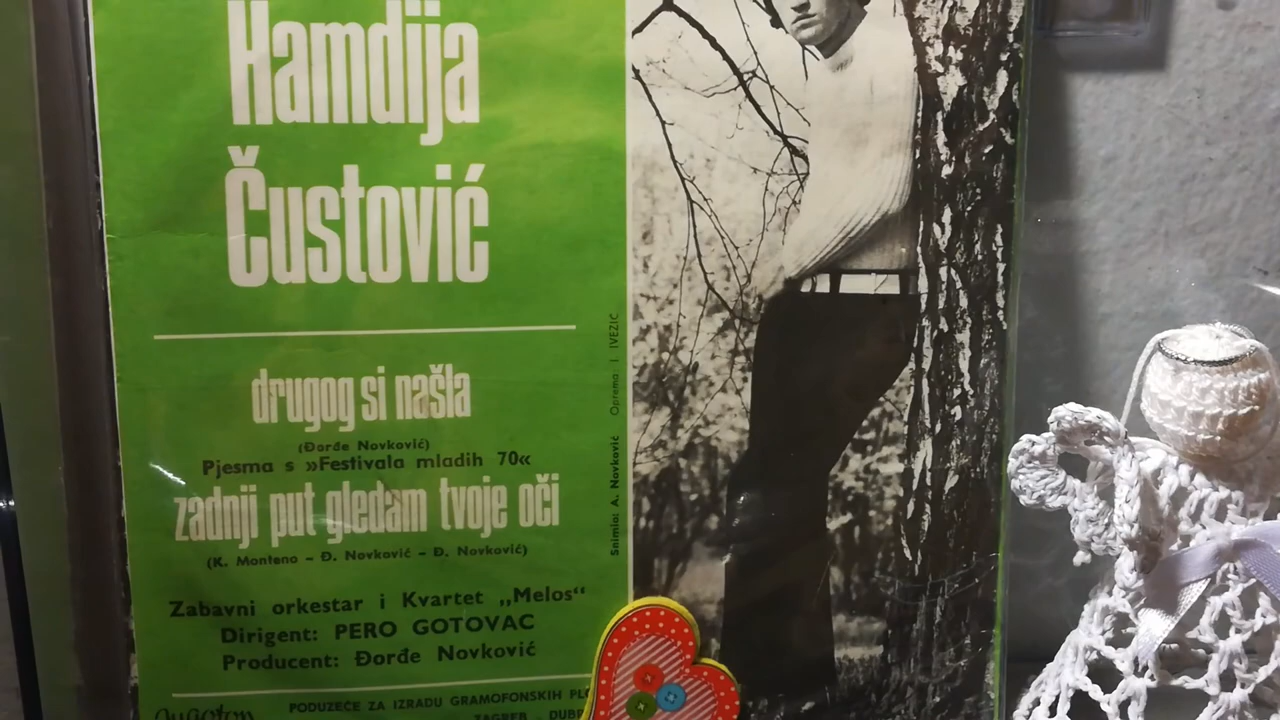 Hamdija
Čustović
drugog si našla
(Đorđe Novković)
Pjesma s »Festivala mladih 70«
zadnji put gledam tvoje oči
(K. Monteno – Đ. Novković – Đ. Novković)
Zabavni orkestar i Kvartet „Melos“
Dirigent: PERO GOTOVAC
Producent: Đorđe Novković
PODUZEĆE ZA IZRADU GRAMOFONSKIH
ZAGREB
Snimio: A. Novković Oprema I IVEZIC